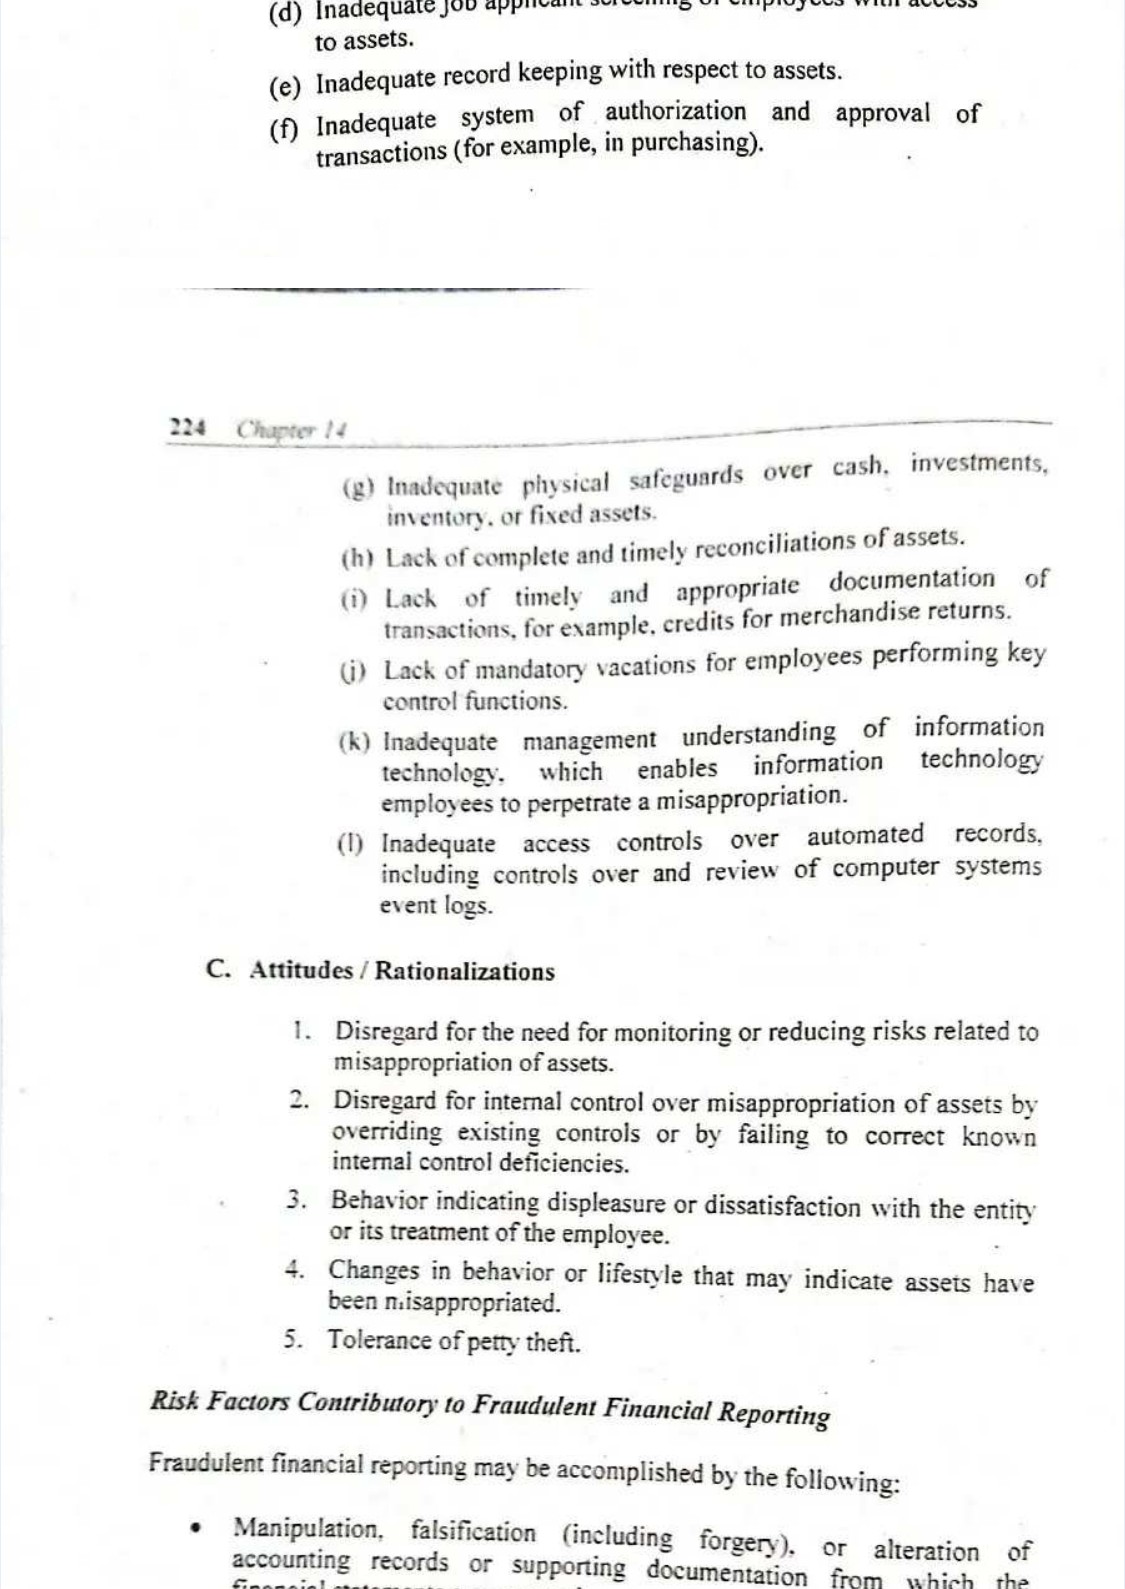 (d) Inadequate job applicant screening of employees with access
to assets.
(e) Inadequate record keeping with respect to assets.
(f) Inadequate system of authorization and approval of
transactions (for example, in purchasing).
224 Chapter 14
(g) Inadequate physical safeguards over cash, investments,
inventory, or fixed assets.
(h) Lack of complete and timely reconciliations of assets.
(i) Lack of timely and appropriate documentation of
transactions, for example, credits for merchandise returns.
(j) Lack of mandatory vacations for employees performing key
control functions.
(k) Inadequate management understanding of information
technology, which enables information technology
employees to perpetrate a misappropriation.
(l) Inadequate access controls over automated records,
including controls over and review of computer systems
event logs.
C. Attitudes / Rationalizations
1. Disregard for the need for monitoring or reducing risks related to
misappropriation of assets.
2. Disregard for internal control over misappropriation of assets by
overriding existing controls or by failing to correct known
internal control deficiencies.
3. Behavior indicating displeasure or dissatisfaction with the entity
or its treatment of the employee.
4. Changes in behavior or lifestyle that may indicate assets have
been misappropriated.
5. Tolerance of petty theft.
Risk Factors Contributory to Fraudulent Financial Reporting
Fraudulent financial reporting may be accomplished by the following:
• Manipulation, falsification (including forgery), or alteration of
accounting records or supporting documentation from which the